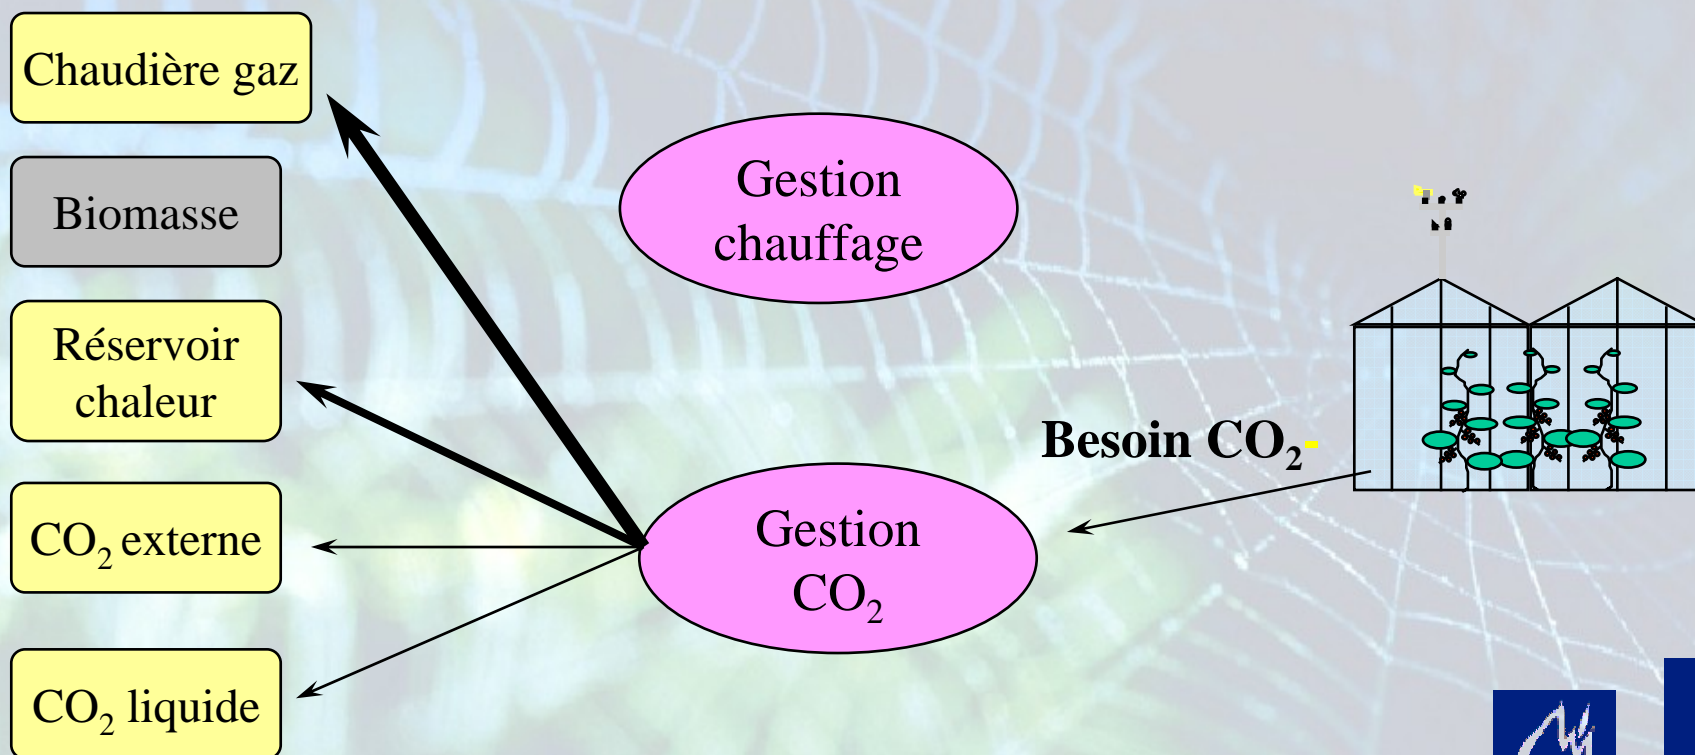 Chaudière gaz
Biomasse
Réservoir
chaleur
CO₂ externe
CO₂ liquide
Gestion
chauffage
Gestion
CO₂
Besoin CO₂